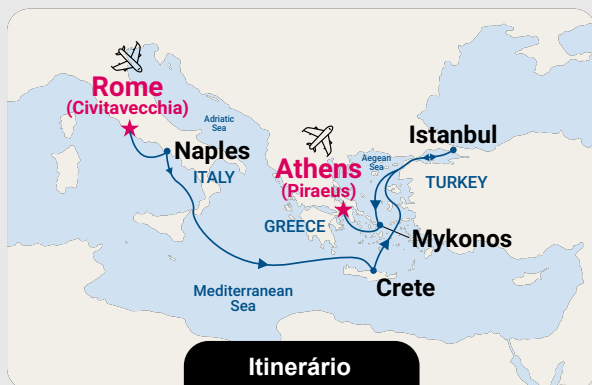 Rome
(Civitavecchia)
Adriatic
Sea
Naples
ITALY
Istanbul
Aegean
Sea
Athens
(Piraeus)
TURKEY
GREECE
Mykonos
Crete
Mediterranean
Sea
Itinerário